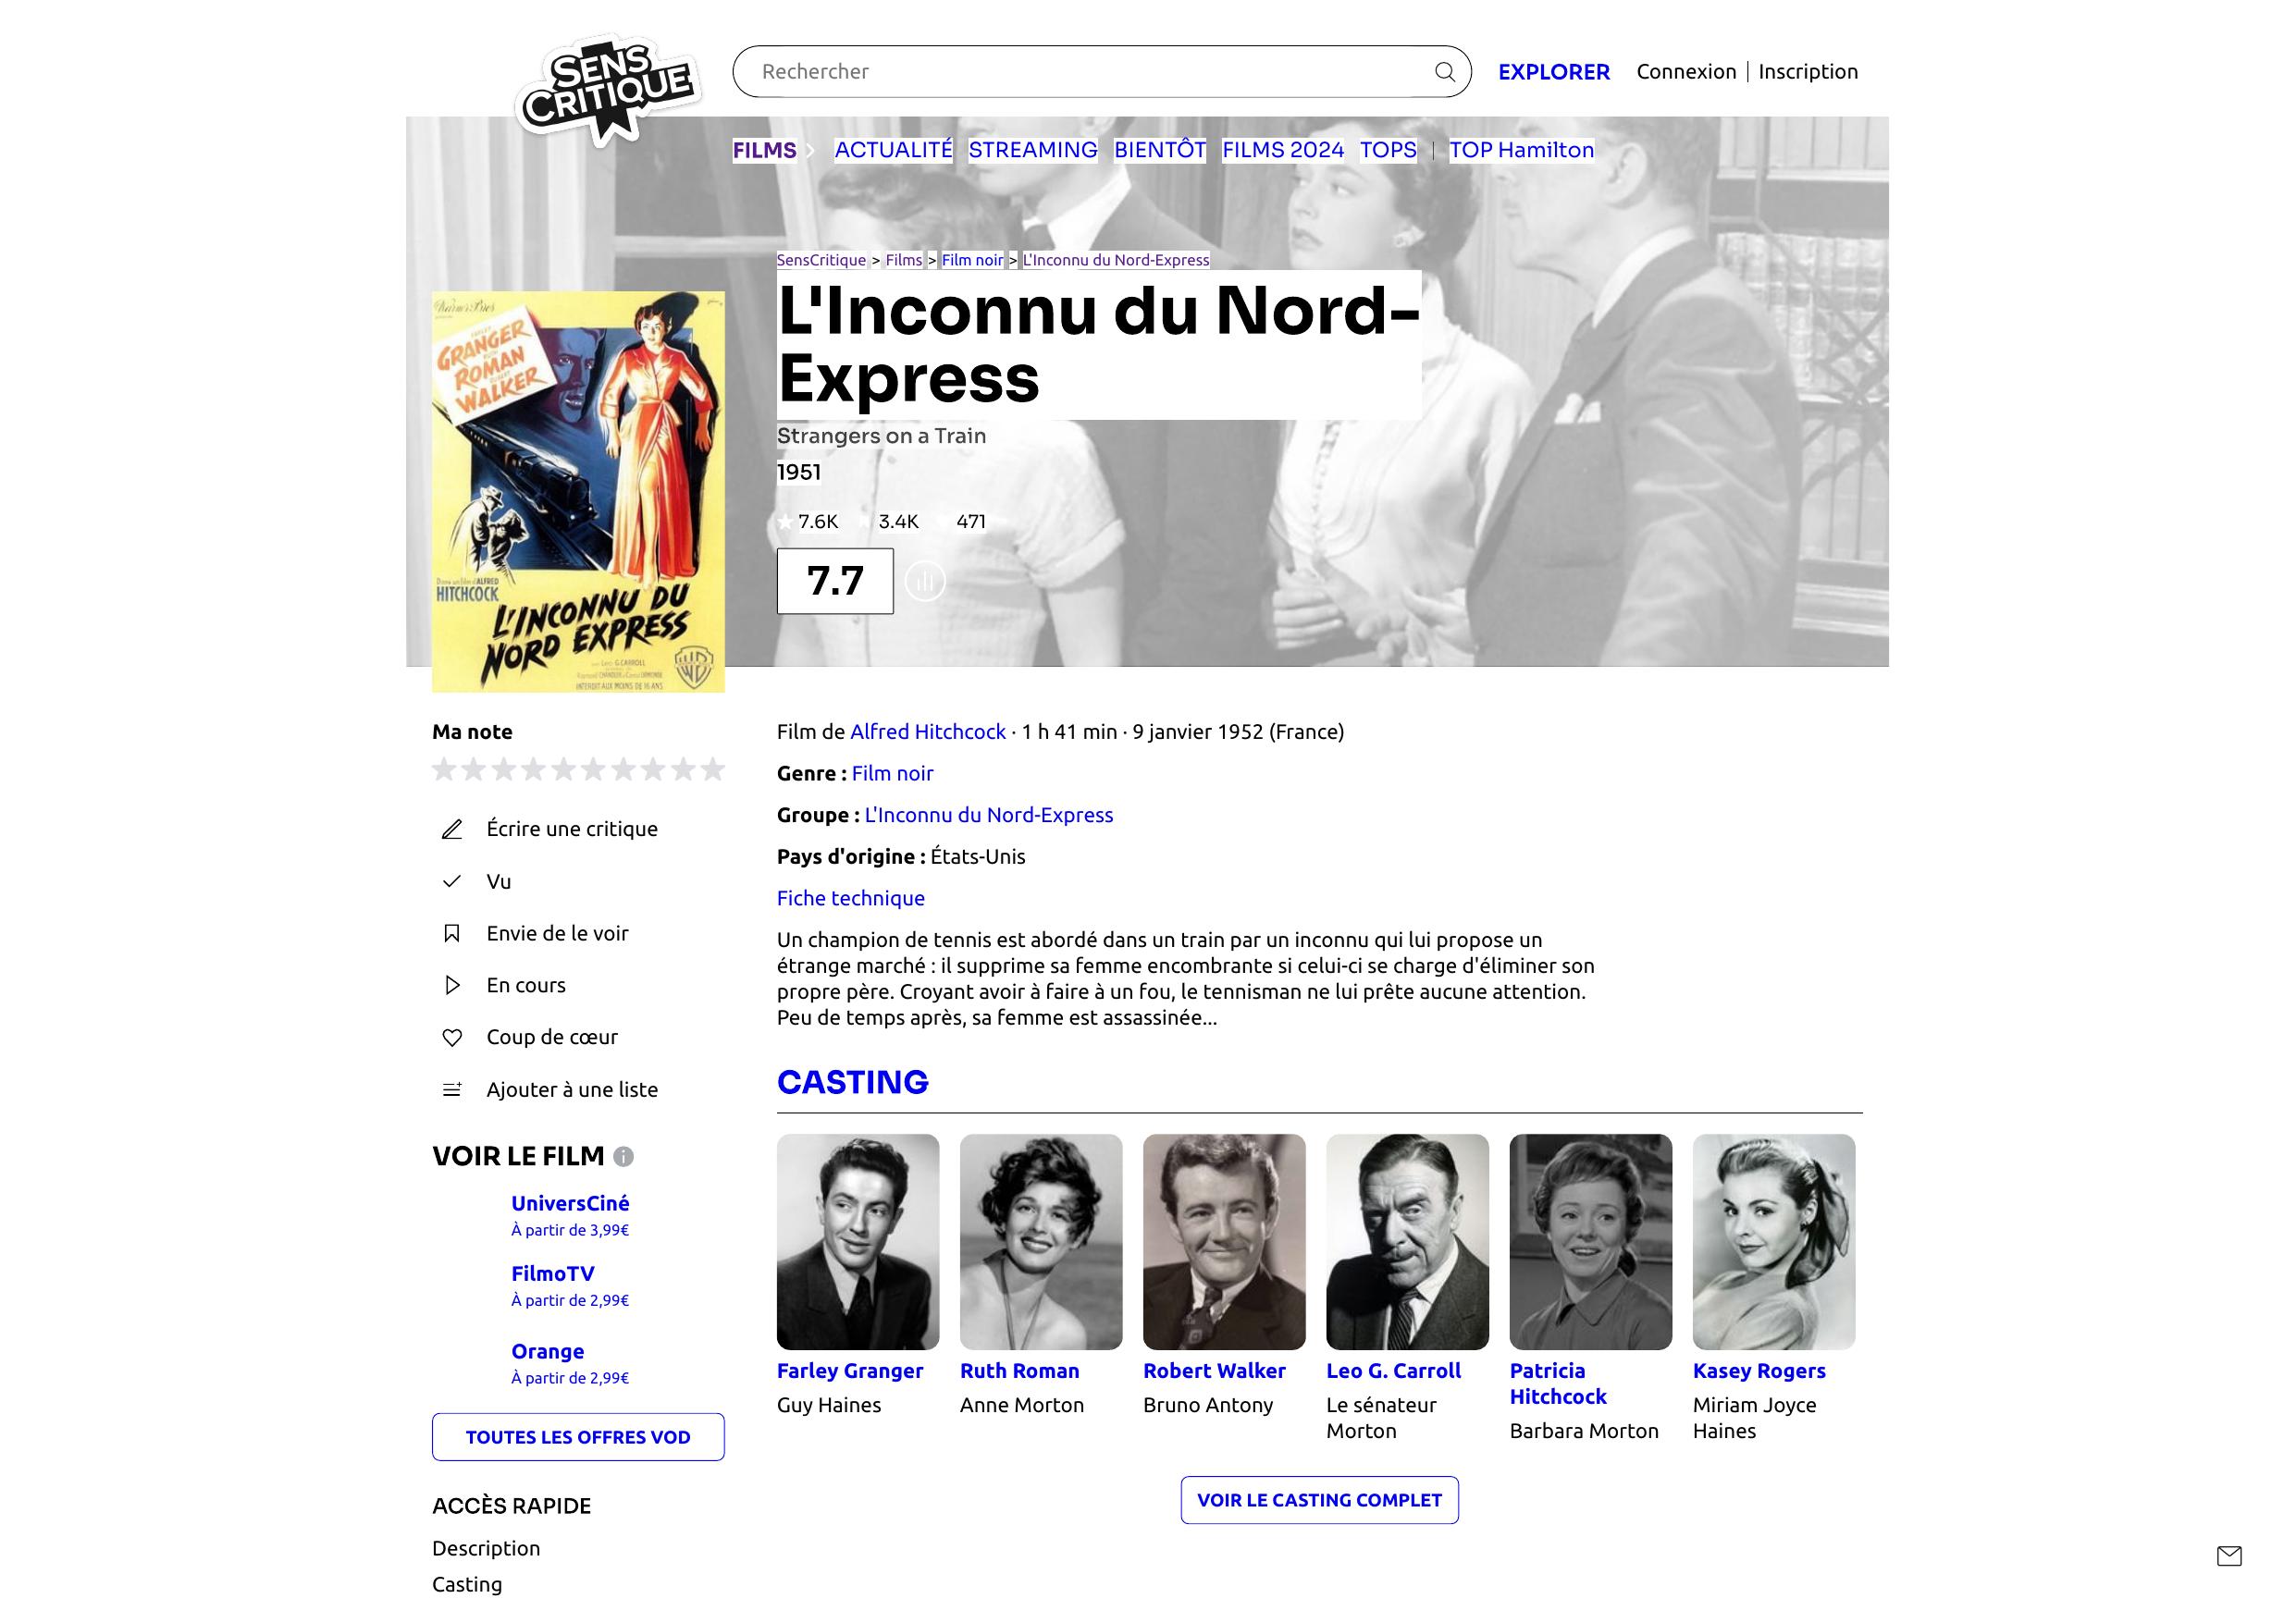 SENS
CRITIQUE
Rechercher
EXPLORER
Connexion | Inscription
FILMS
ACTUALITÉ
STREAMING
BIENTÔT
FILMS 2024
TOPS
TOP Hamilton
SensCritique > Films > Film noir > L'Inconnu du Nord-Express
L'Inconnu du Nord-
Express
Strangers on a Train
1951
7.6K
3.4K
471
7.7
Warner Bros
GRANGER
ROMAN
WALKER
HITCHCOCK
L'INCONNU DU
NORD EXPRESS
INTERDIT AUX MOINS DE 16 ANS
Ma note
Écrire une critique
Vu
Envie de le voir
En cours
Coup de cœur
Ajouter à une liste
VOIR LE FILM
UniversCiné
À partir de 3,99€
FilmoTV
À partir de 2,99€
Orange
À partir de 2,99€
TOUTES LES OFFRES VOD
ACCÈS RAPIDE
Description
Casting
Film de Alfred Hitchcock · 1 h 41 min · 9 janvier 1952 (France)
Genre : Film noir
Groupe : L'Inconnu du Nord-Express
Pays d'origine : États-Unis
Fiche technique
Un champion de tennis est abordé dans un train par un inconnu qui lui propose un
étrange marché : il supprime sa femme encombrante si celui-ci se charge d'éliminer son
propre père. Croyant avoir à faire à un fou, le tennisman ne lui prête aucune attention.
Peu de temps après, sa femme est assassinée...
CASTING
Farley Granger
Guy Haines
Ruth Roman
Anne Morton
Robert Walker
Bruno Antony
Leo G. Carroll
Le sénateur
Morton
Patricia
Hitchcock
Barbara Morton
Kasey Rogers
Miriam Joyce
Haines
VOIR LE CASTING COMPLET